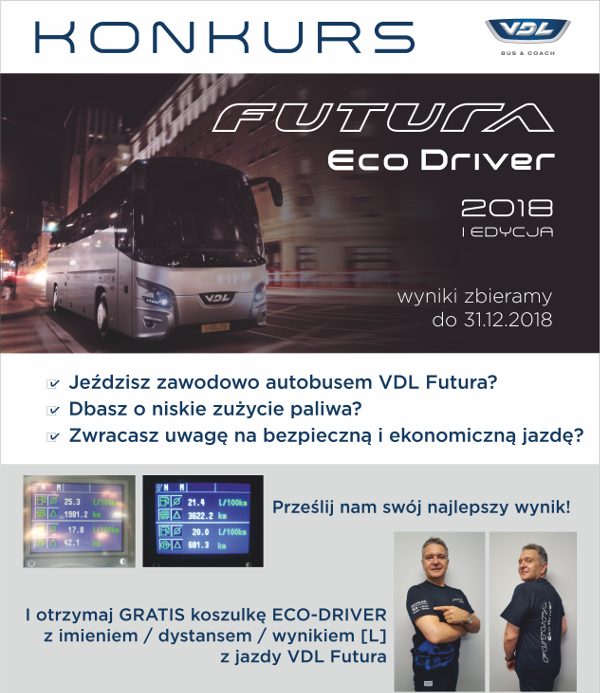 KONKURS
VDL
BUS & COACH
FUTURA
Eco Driver
2018
I EDYCJA
VDL
wyniki zbieramy
do 31.12.2018
Jeździsz zawodowo autobusem VDL Futura?
Dbasz o niskie zużycie paliwa?
Zwracasz uwagę na bezpieczną i ekonomiczną jazdę?
N M
25.3 l/100km
1981.2 km
17.8 l/100km
42.1 km
N M
21.4 l/100km
3622.2 km
20.0 l/100km
681.3 km
Prześlij nam swój najlepszy wynik!
FUTURA
I otrzymaj GRATIS koszulkę ECO-DRIVER
z imieniem / dystansem / wynikiem [L]
z jazdy VDL Futura